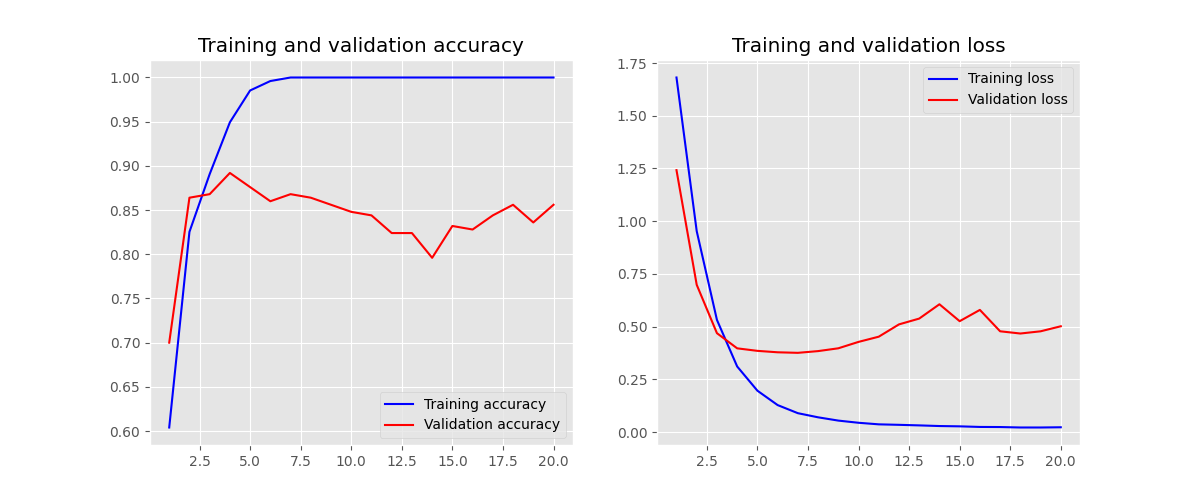 Training and validation accuracy
1.00
0.95
0.90
0.85
0.80
0.75
0.70
0.65
0.60
2.5 5.0 7.5 10.0 12.5 15.0 17.5 20.0
Training accuracy
Validation accuracy
Training and validation loss
1.75
1.50
1.25
1.00
0.75
0.50
0.25
0.00
2.5 5.0 7.5 10.0 12.5 15.0 17.5 20.0
Training loss
Validation loss